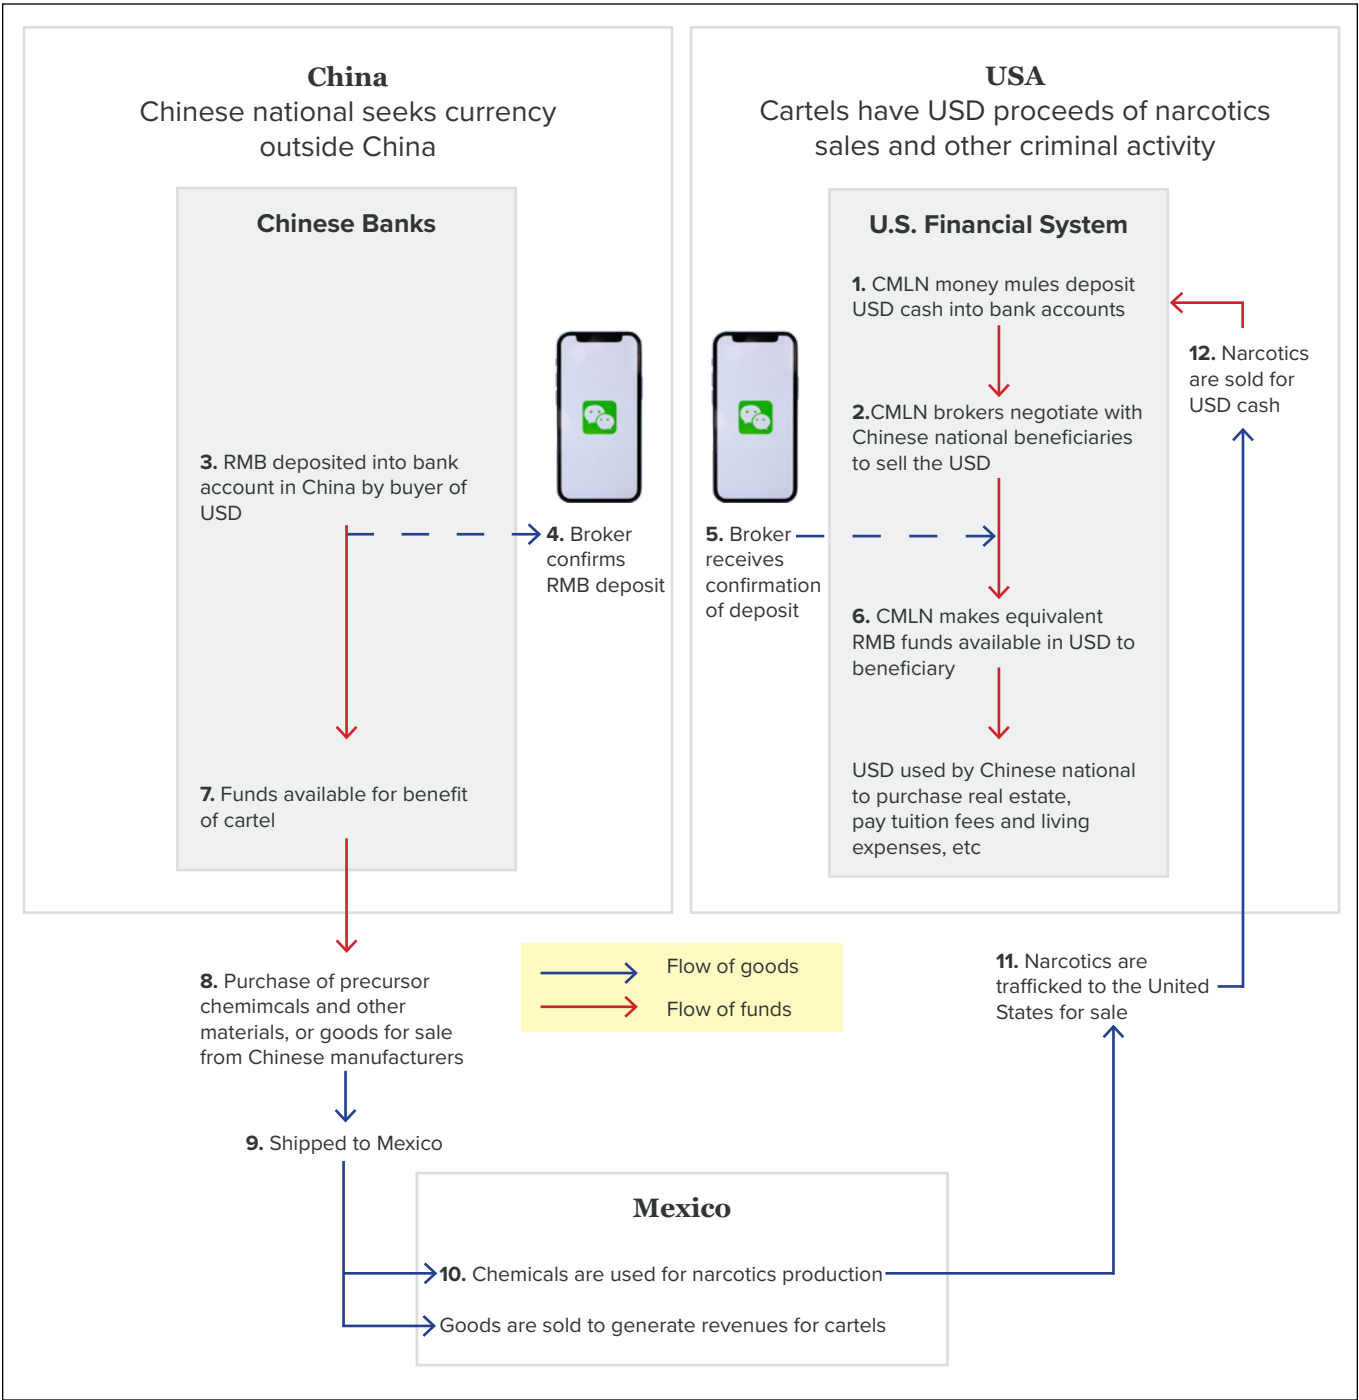 China
Chinese national seeks currency
outside China
Chinese Banks
3. RMB deposited into bank
account in China by buyer of
USD
4. Broker
confirms
RMB deposit
7. Funds available for benefit
of cartel
USA
Cartels have USD proceeds of narcotics
sales and other criminal activity
U.S. Financial System
1. CMLN money mules deposit
USD cash into bank accounts
2.CMLN brokers negotiate with
Chinese national beneficiaries
to sell the USD
5. Broker
receives
confirmation
of deposit
6. CMLN makes equivalent
RMB funds available in USD to
beneficiary
USD used by Chinese national
to purchase real estate,
pay tuition fees and living
expenses, etc
12. Narcotics
are sold for
USD cash
8. Purchase of precursor
chemimcals and other
materials, or goods for sale
from Chinese manufacturers
Flow of goods
Flow of funds
11. Narcotics are
trafficked to the United
States for sale
9. Shipped to Mexico
Mexico
10. Chemicals are used for narcotics production
Goods are sold to generate revenues for cartels